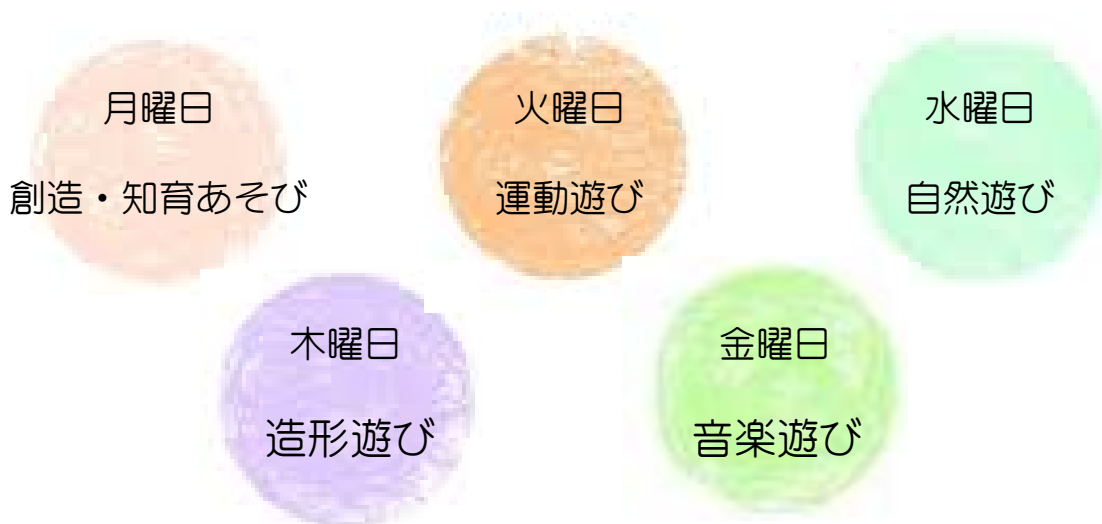 月曜日
創造・知育あそび
火曜日
運動遊び
水曜日
自然遊び
木曜日
造形遊び
金曜日
音楽遊び